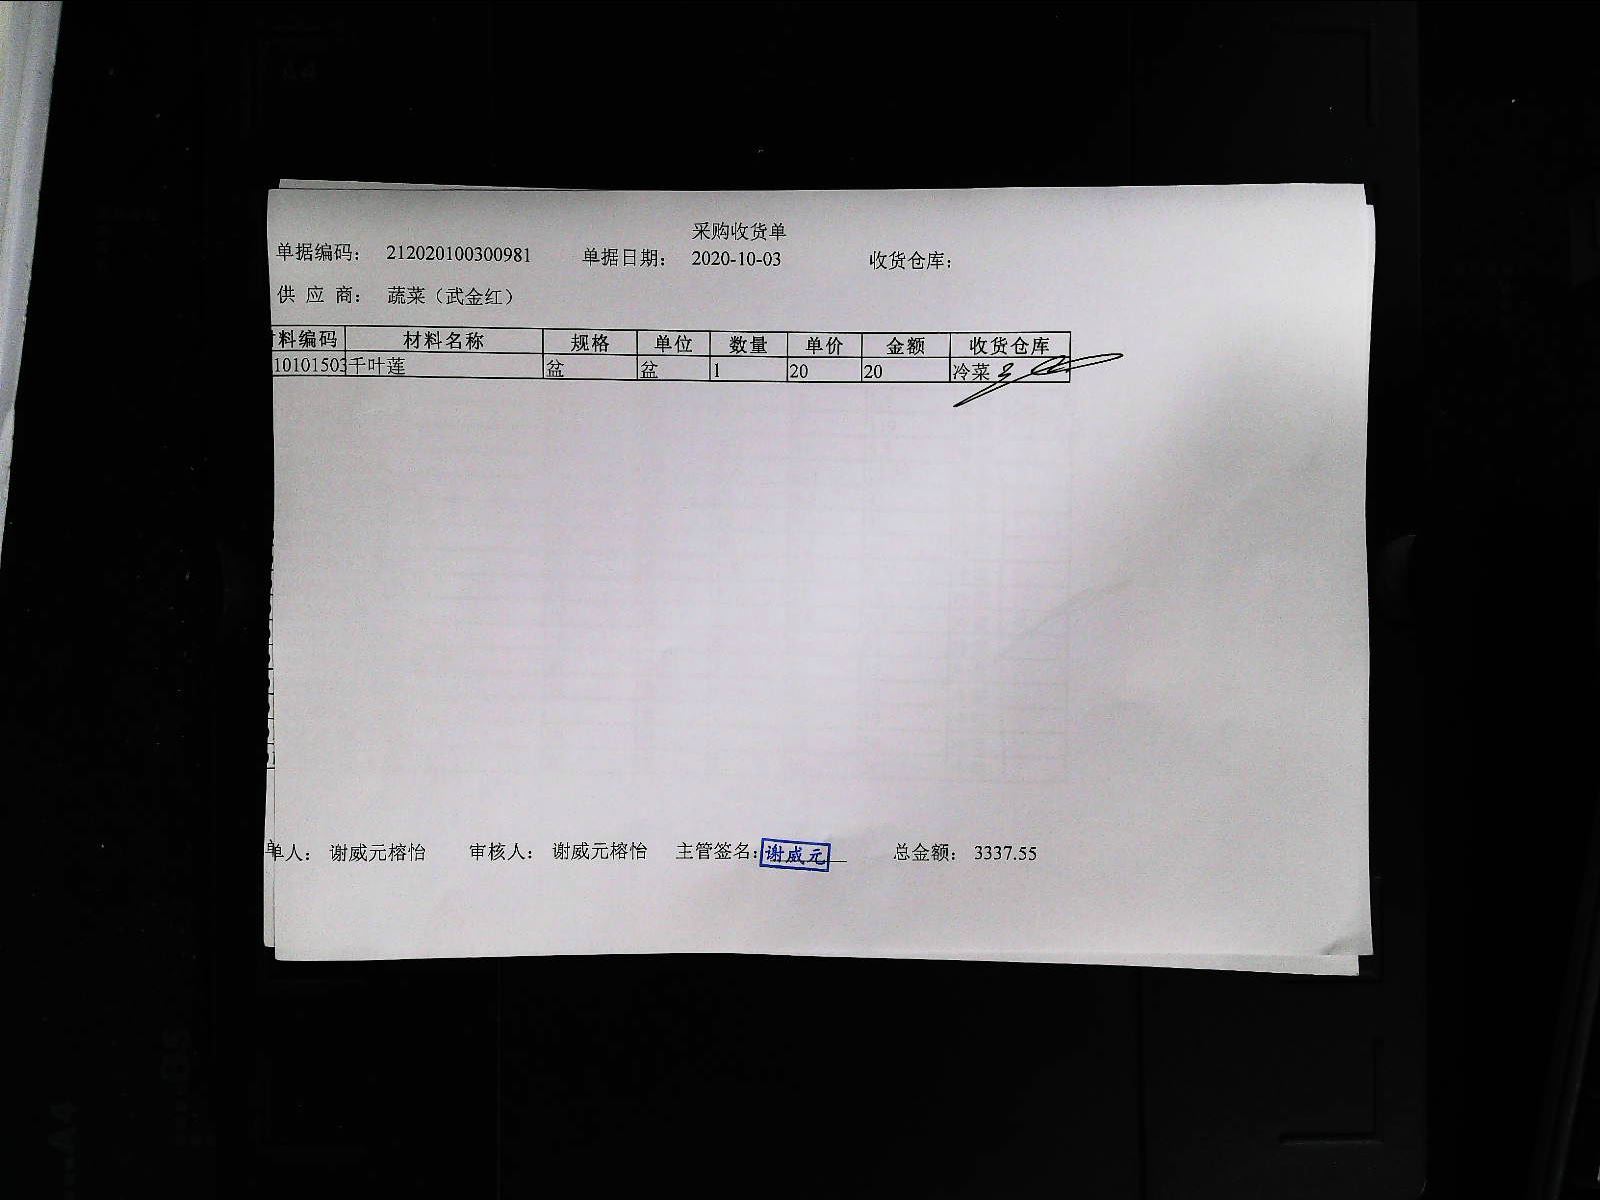 采购收货单
单据编码： 212020100300981 单据日期： 2020-10-03 收货仓库：
供 应 商： 蔬菜（武金红）
料编码 材料名称 规格 单位 数量 单价 金额 收货仓库
10101503 千叶莲 盆 盆 1 20 20 冷菜
单人： 谢威元榕怡 审核人： 谢威元榕怡 主管签名: 谢威元 总金额： 3337.55